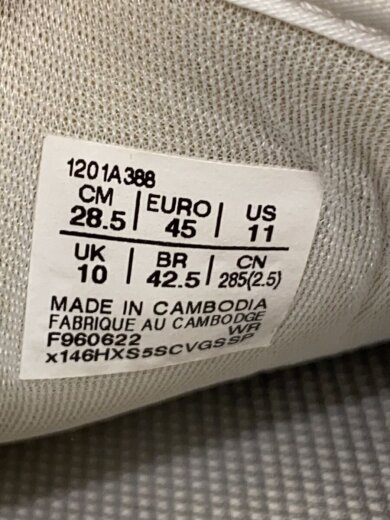 1201A388
CM 28.5 | EURO 45 | US 11
UK 10 | BR 42.5 | CN 285(2.5)
MADE IN CAMBODIA
FABRIQUE AU CAMBODGE
F960622 WR
x146HXS5SCVGSSP